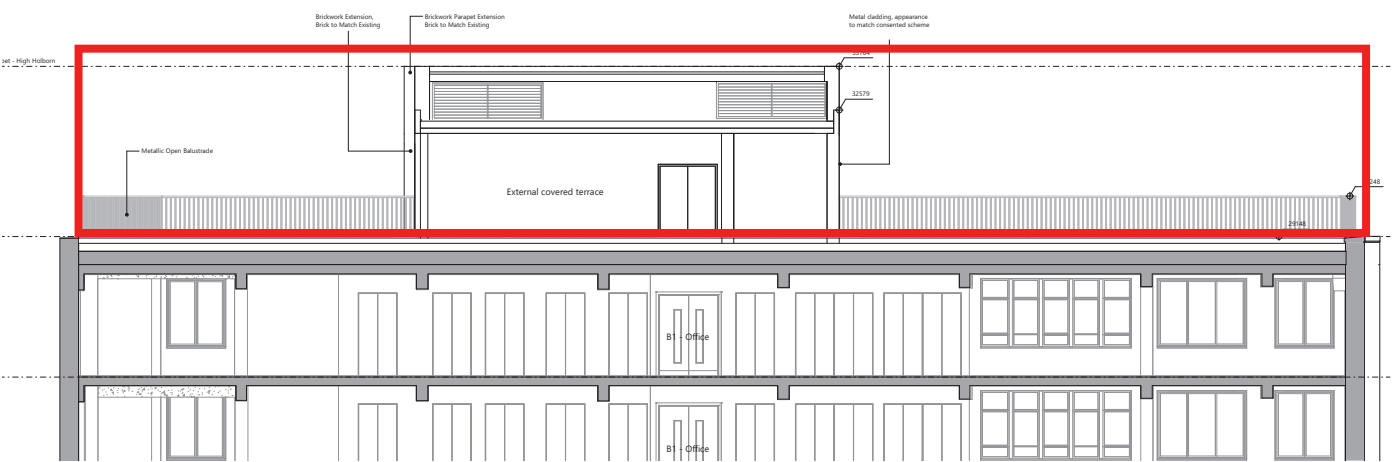 Brickwork Extension,
Brick to Match Existing
Brickwork Parapet Extension
Brick to Match Existing
Metal cladding, appearance
to match consented scheme
- High Holborn
32579
Metallic Open Balustrade
External covered terrace
248
29148
B1 - Office
B1 - Office